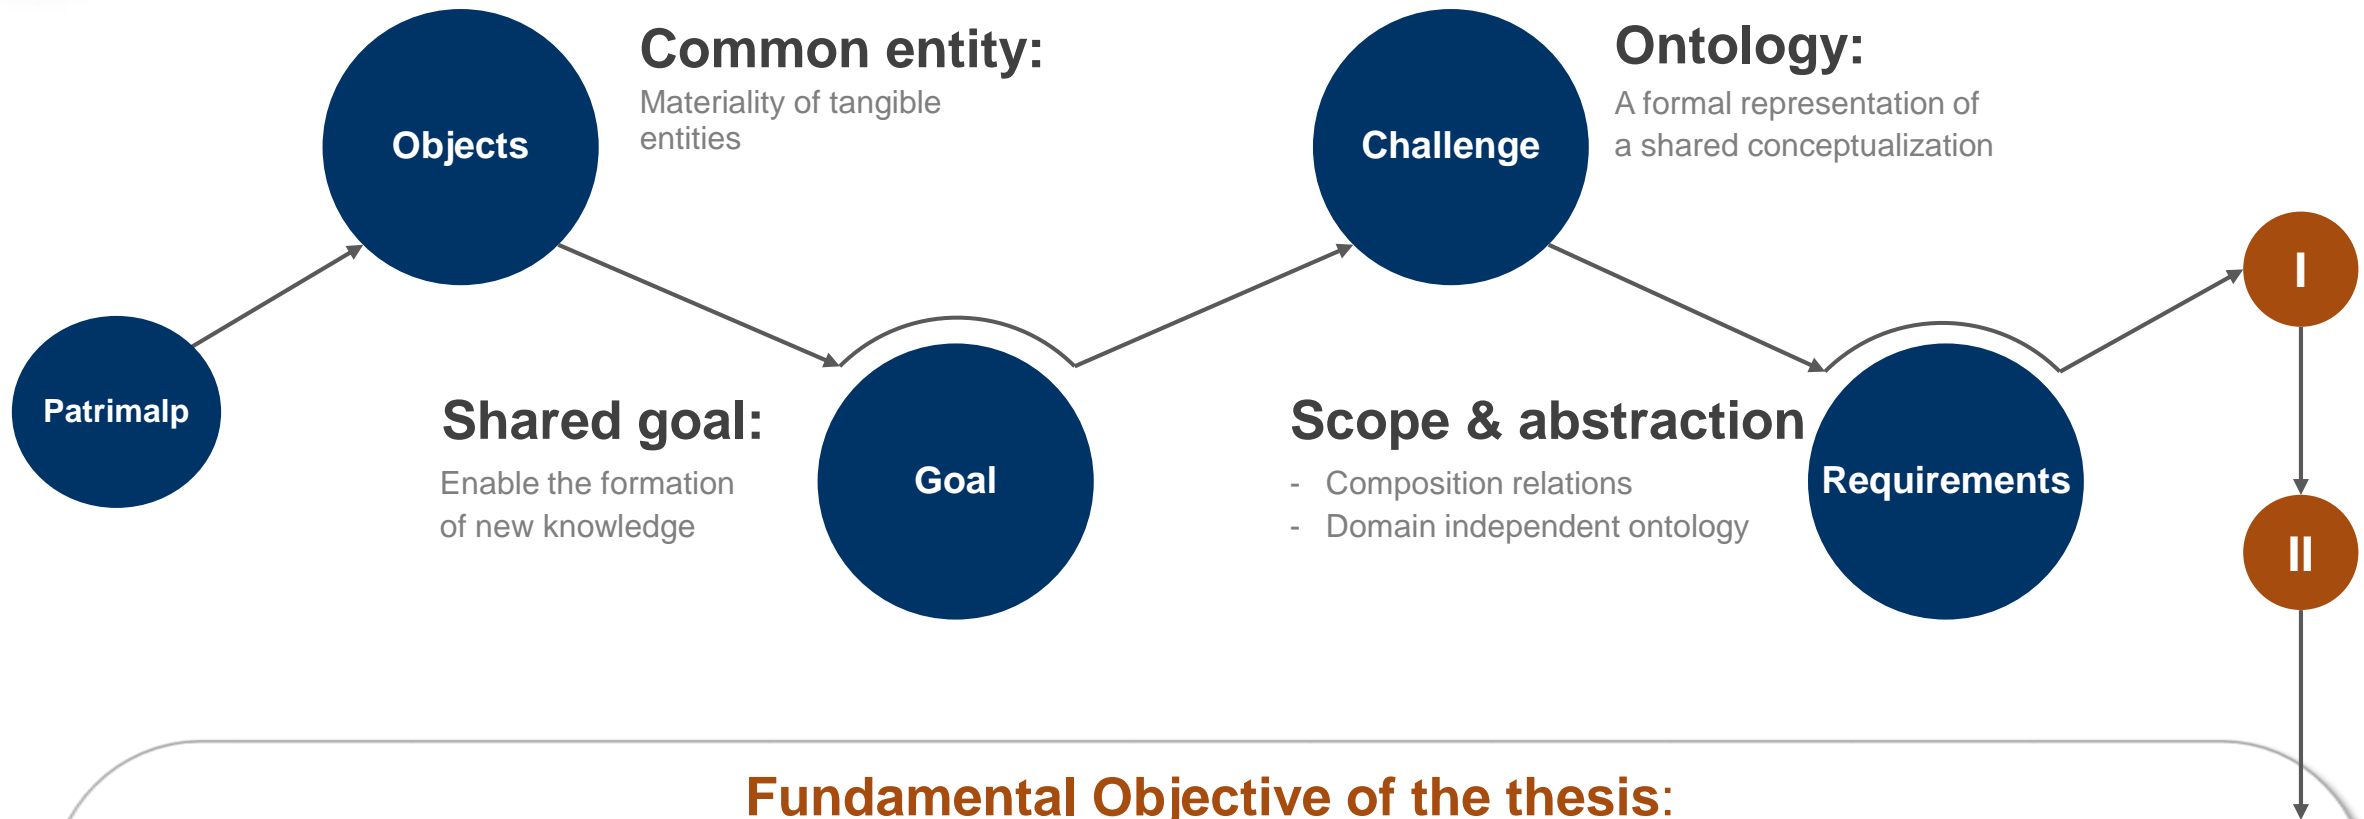 Common entity:
Materiality of tangible
entities
Objects
Ontology:
A formal representation of
a shared conceptualization
Challenge
I
Patrimalp
Shared goal:
Enable the formation
of new knowledge
Goal
Scope & abstraction
- Composition relations
- Domain independent ontology
Requirements
II
Fundamental Objective of the thesis: